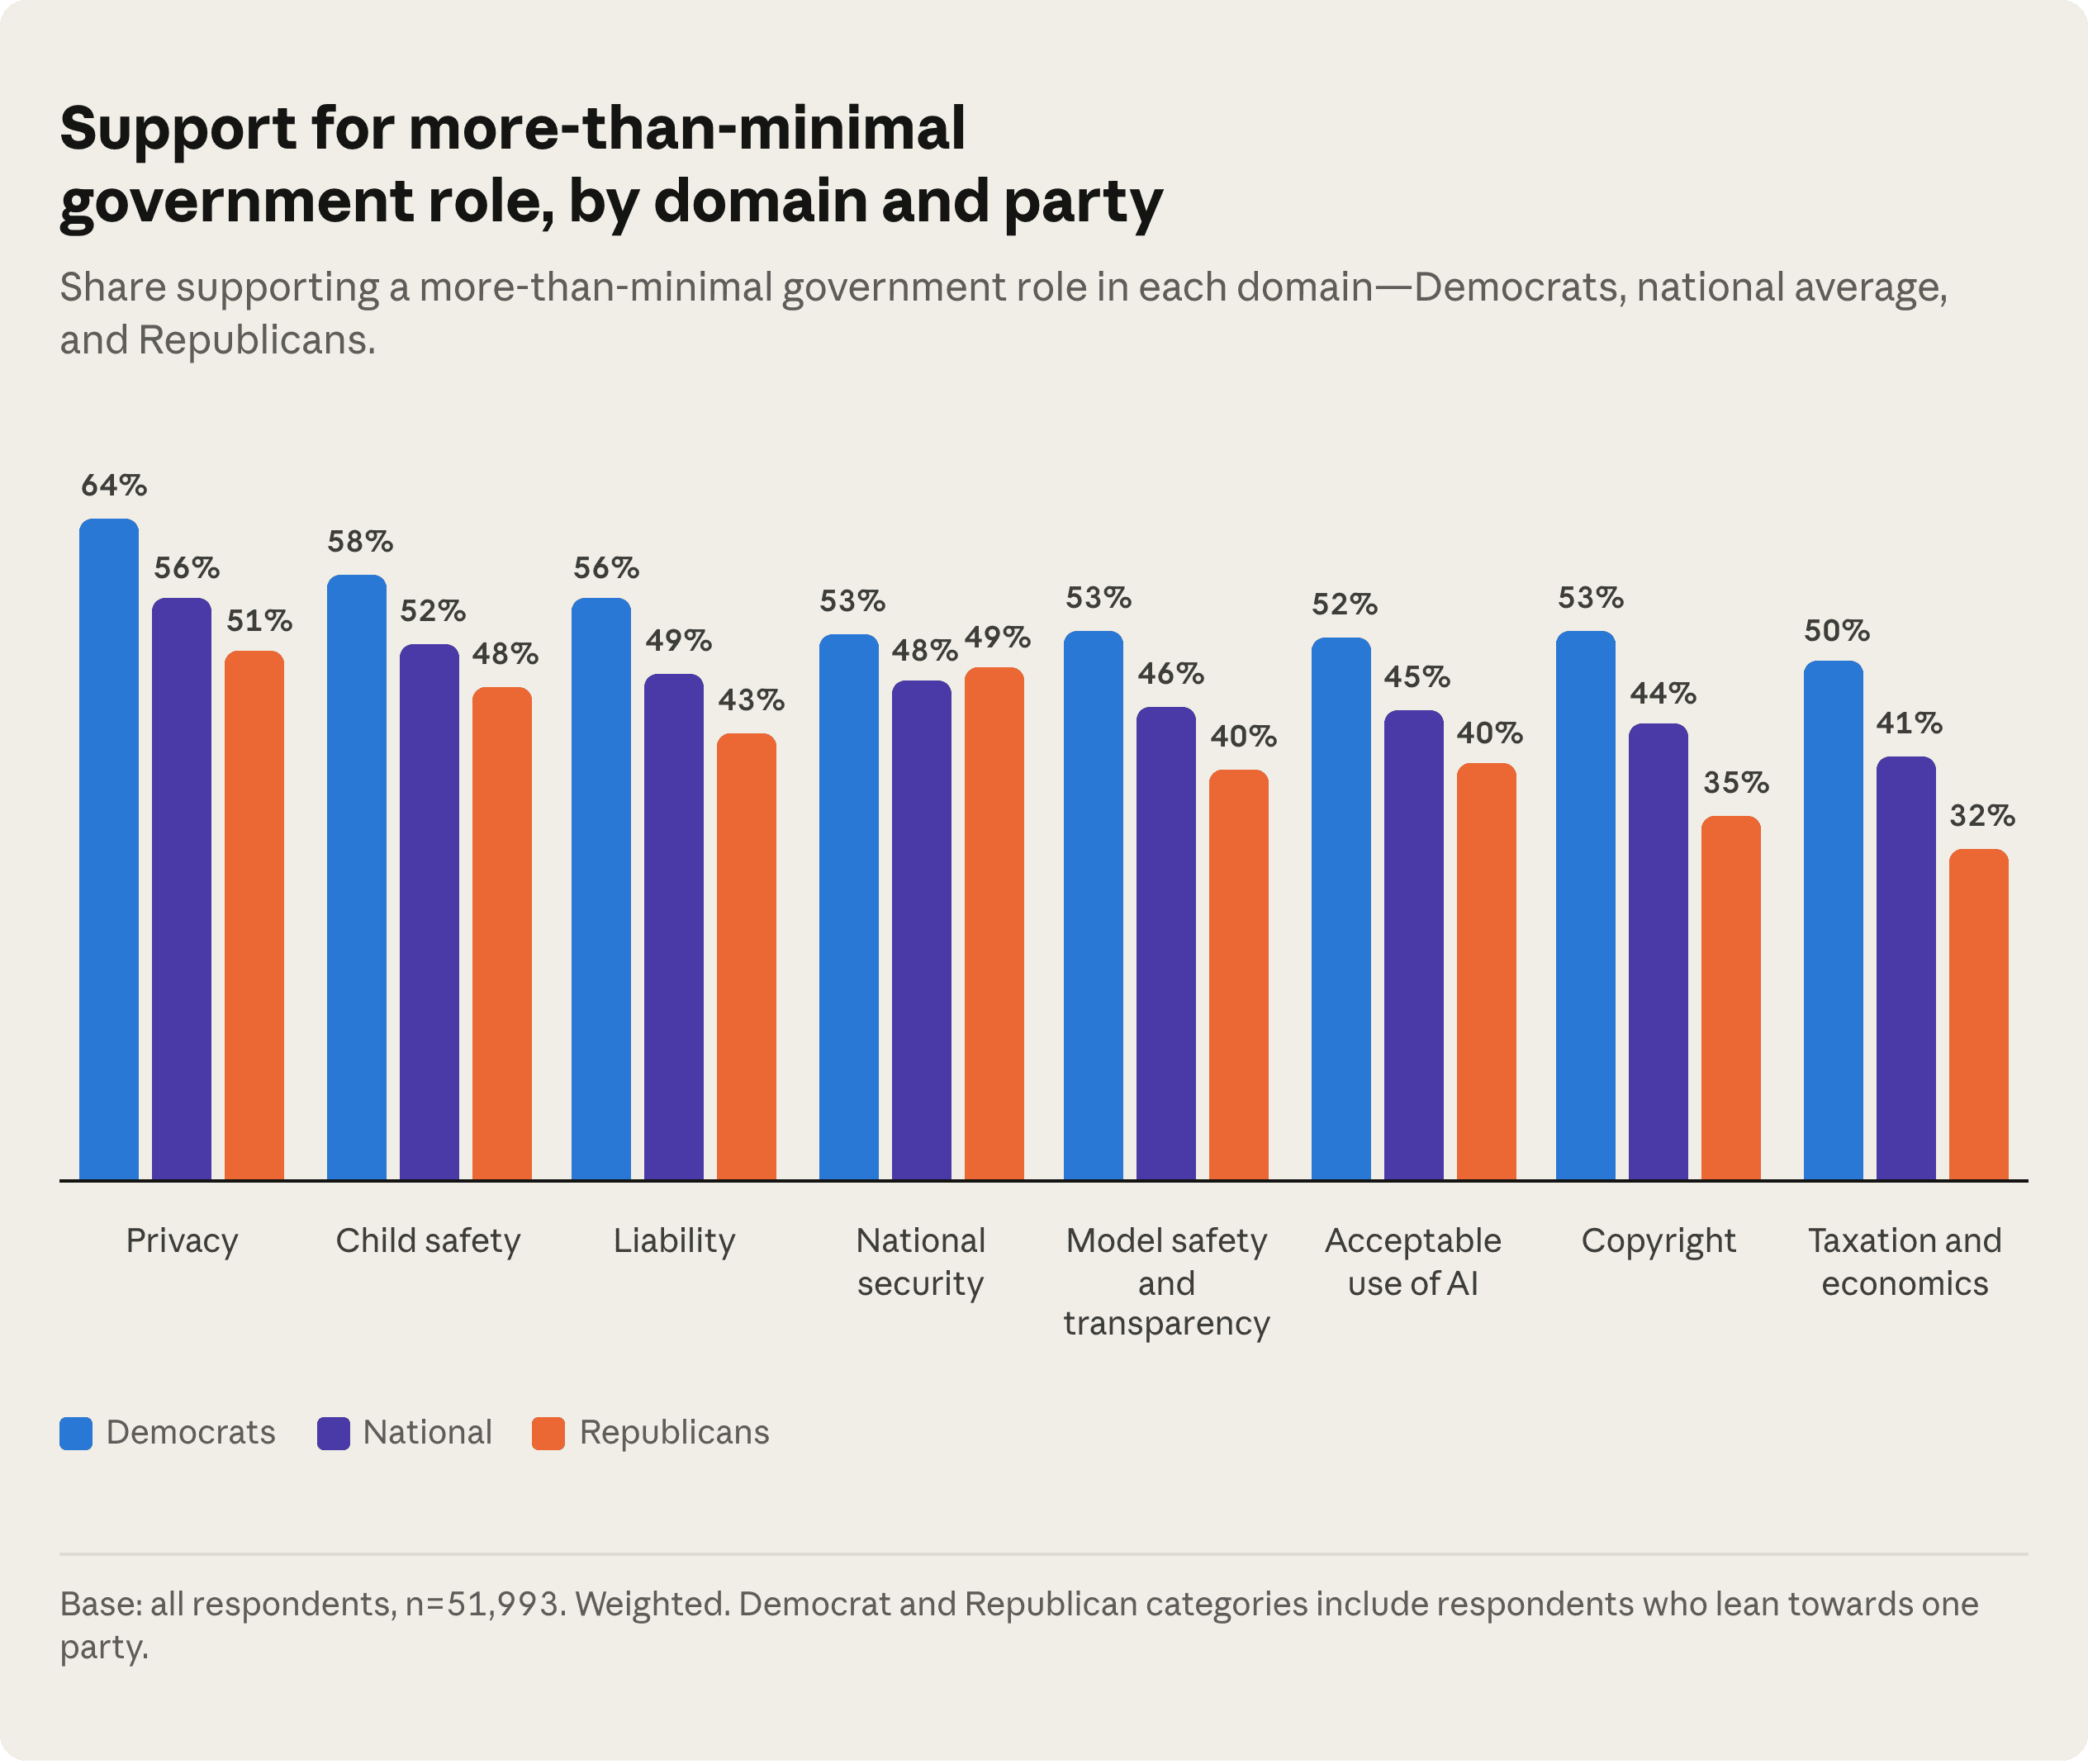 Support for more-than-minimal
government role, by domain and party
Share supporting a more-than-minimal government role in each domain—Democrats, national average,
and Republicans.
64%
56%
51%
58%
52%
48%
56%
49%
43%
53%
48%
49%
53%
46%
40%
52%
45%
40%
53%
44%
35%
50%
41%
32%
Privacy
Child safety
Liability
National
security
Model safety
and
transparency
Acceptable
use of AI
Copyright
Taxation and
economics
Democrats
National
Republicans
Base: all respondents, n=51,993. Weighted. Democrat and Republican categories include respondents who lean towards one
party.